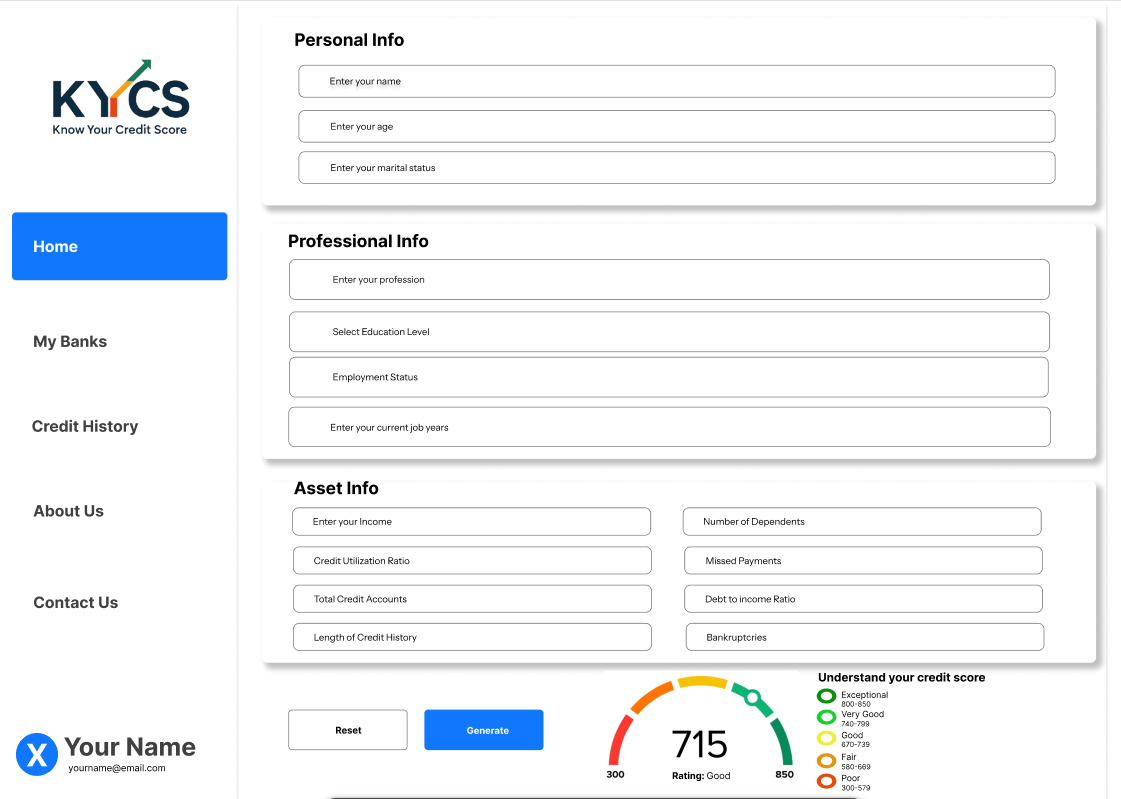 KYCS
Know Your Credit Score
Home
My Banks
Credit History
About Us
Contact Us
X
Your Name
yourname@email.com
Personal Info
Enter your name
Enter your age
Enter your marital status
Professional Info
Enter your profession
Select Education Level
Employment Status
Enter your current job years
Asset Info
Enter your Income
Number of Dependents
Credit Utilization Ratio
Missed Payments
Total Credit Accounts
Debt to income Ratio
Length of Credit History
Bankruptcries
Reset
Generate
715
300
Rating: Good
850
Understand your credit score
Exceptional
800-850
Very Good
740-799
Good
670-739
Fair
580-669
Poor
300-579